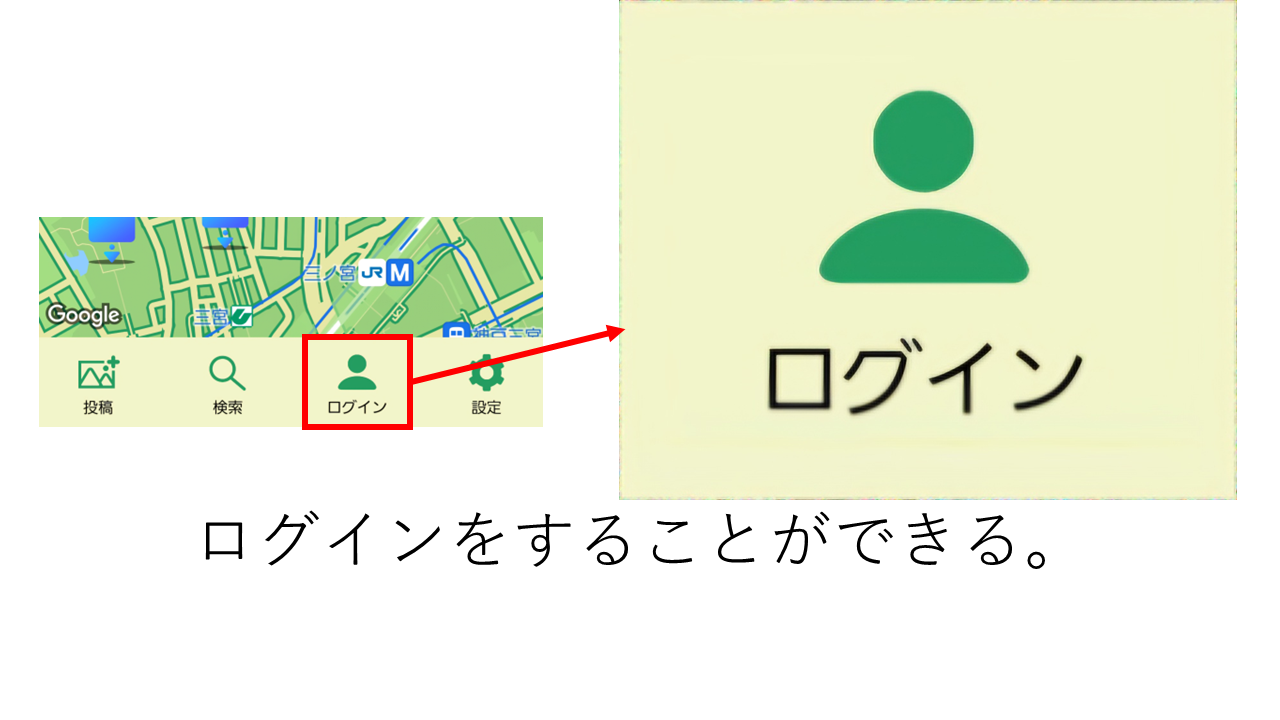 三ノ宮 JR M
Google
三宮
神戸三宮
投稿
検索
ログイン
設定
ログイン
ログインをすることができる。